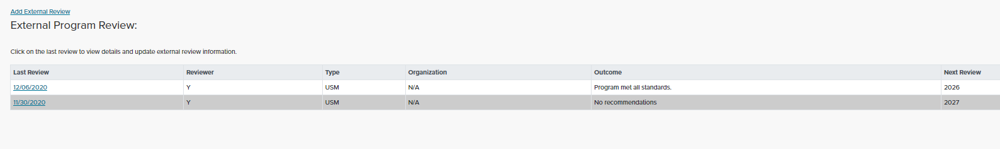 Add External Review
External Program Review:
Click on the last review to view details and update external review information.
Last Review Reviewer Type Organization Outcome Next Review
12/06/2020 Y USM N/A Program met all standards. 2026
11/30/2020 Y USM N/A No recommendations 2027